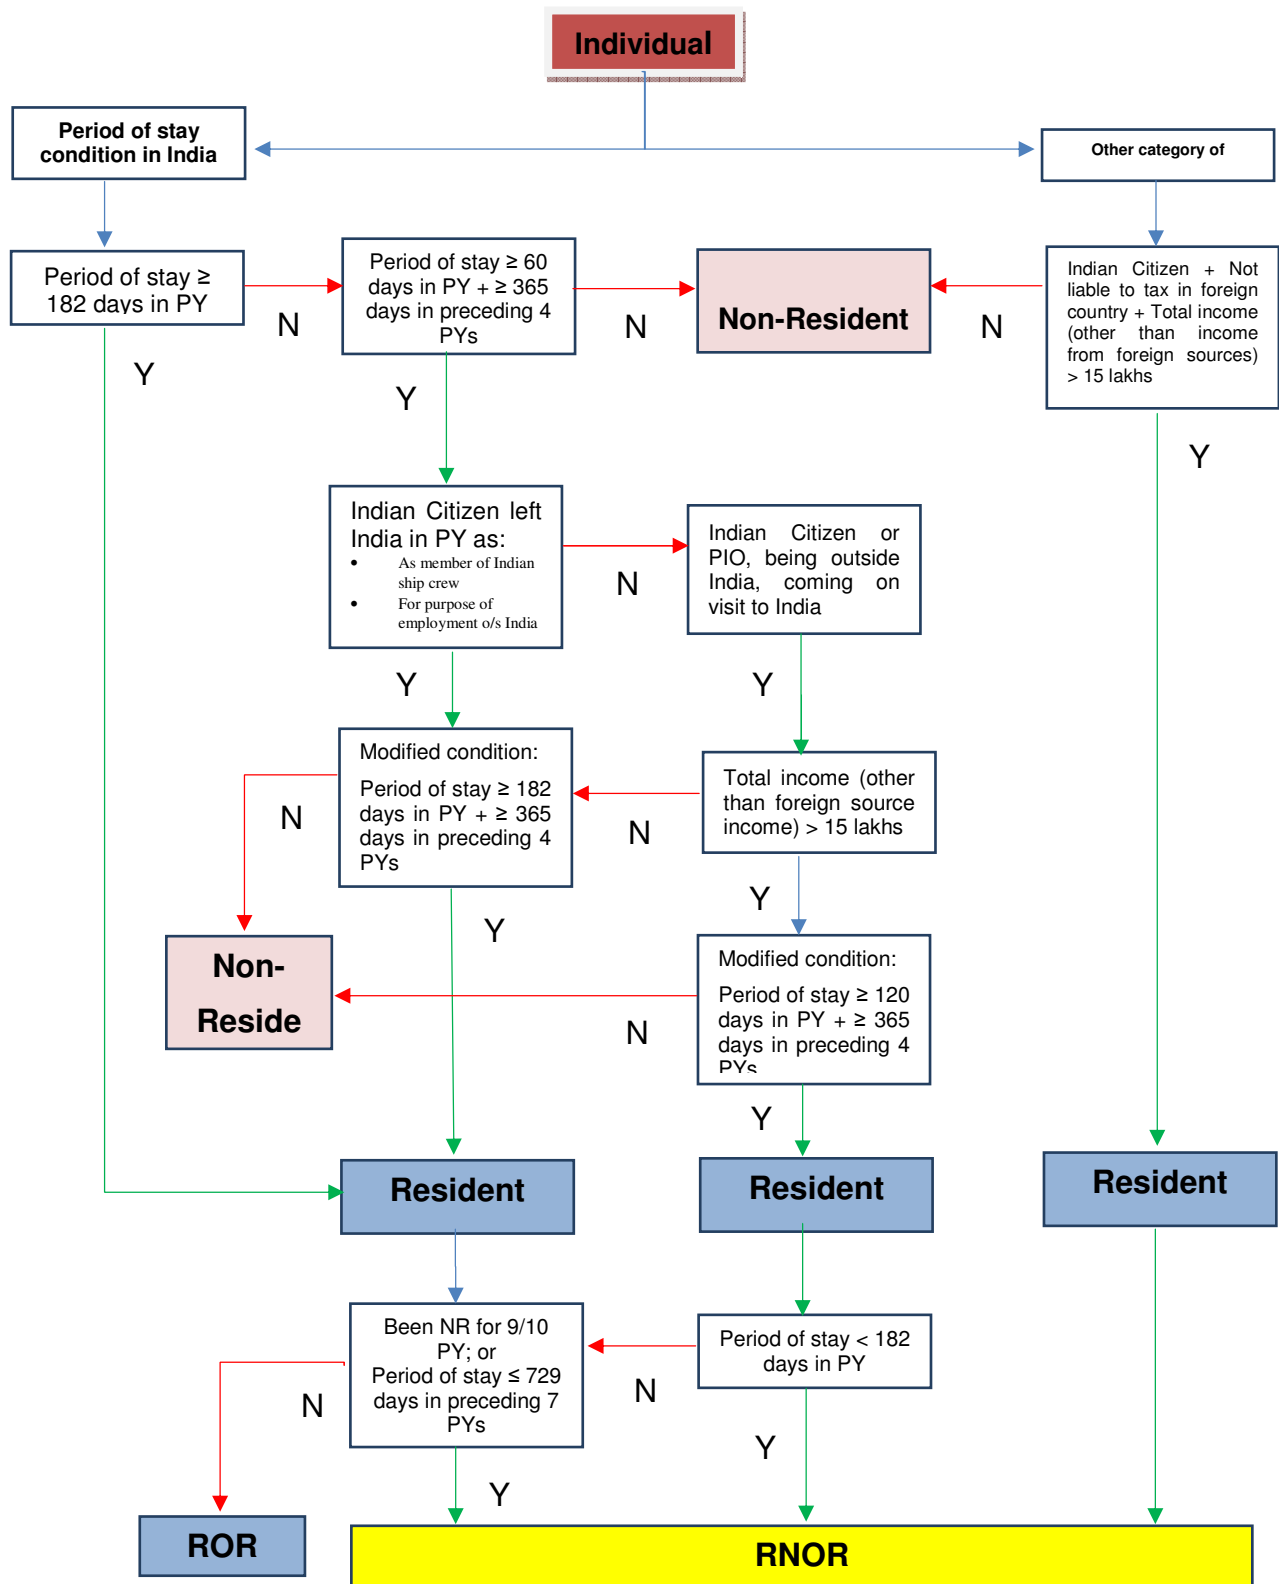 Individual
Period of stay
condition in India
Other category of
Period of stay ≥
182 days in PY
N
Period of stay ≥ 60
days in PY + ≥ 365
days in preceding 4
PYs
N
Non-Resident
N
Indian Citizen + Not
liable to tax in foreign
country + Total income
(other than income
from foreign sources)
> 15 lakhs
Y
Y
Y
Indian Citizen left
India in PY as:
• As member of Indian
ship crew
• For purpose of
employment o/s India
N
Indian Citizen or
PIO, being outside
India, coming on
visit to India
Y
Y
Modified condition:
Period of stay ≥ 182
days in PY + ≥ 365
days in preceding 4
PYs
N
N
Total income (other
than foreign source
income) > 15 lakhs
Y
Y
Non-
Reside
Modified condition:
Period of stay ≥ 120
days in PY + ≥ 365
days in preceding 4
PYs
N
Y
Resident
Resident
Resident
Been NR for 9/10
PY; or
Period of stay ≤ 729
days in preceding 7
PYs
N
N
Period of stay < 182
days in PY
Y
Y
ROR
RNOR